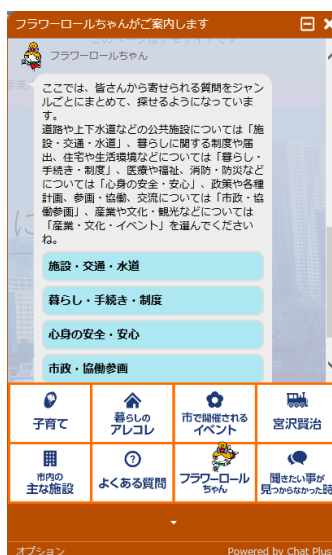 フラワーロールちゃんがご案内します
フラワーロールちゃん
ここでは、皆さんから寄せられる質問をジャン
ルごとにまとめて、探せるようになっていま
す。
道路や上下水道などの公共施設については「施
設・交通・水道」、暮らしに関する制度や届
出、住宅や生活環境などについては「暮らし・
手続き・制度」、医療や福祉、消防・防災など
については「心身の安全・安心」、政策や各種
計画、参画・協働、交流については「市政・協
働参画」、産業や文化・観光などについては
「産業・文化・イベント」を選んでください
ね。
施設・交通・水道
暮らし・手続き・制度
心身の安全・安心
市政・協働参画
子育て
暮らしの
アレコレ
市で開催される
イベント
宮沢賢治
市内の
主な施設
よくある質問
フラワーロール
ちゃん
聞きたい事が
見つからなかった時
オプション
Powered by Chat Plus